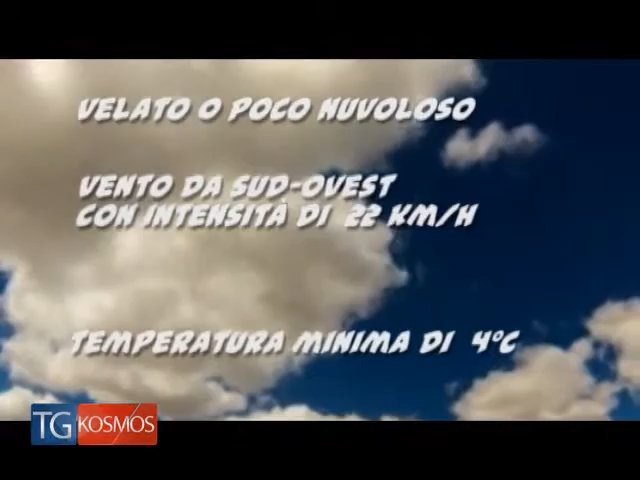 VELATO O POCO NUVOLOSO
VENTO DA SUD-OVEST
CON INTENSITÀ DI 22 KM/H
TEMPERATURA MINIMA DI 4°C
TG KOSMOS